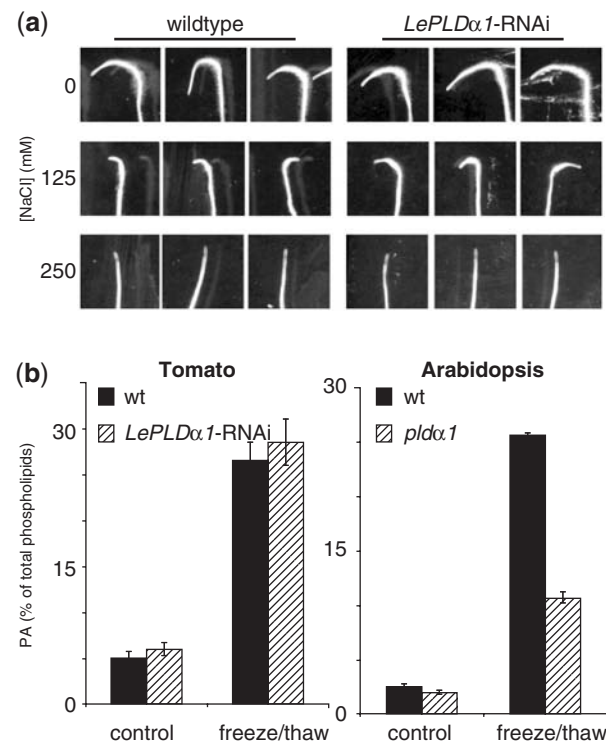 (a)
wildtype
LePLDα1-RNAi
0
125
250
[NaCl] (mM)
(b)
Tomato
wt
LePLDα1-RNAi
30
15
0
PA (% of total phospholipids)
control
freeze/thaw
Arabidopsis
wt
pldα1
30
15
0
control
freeze/thaw